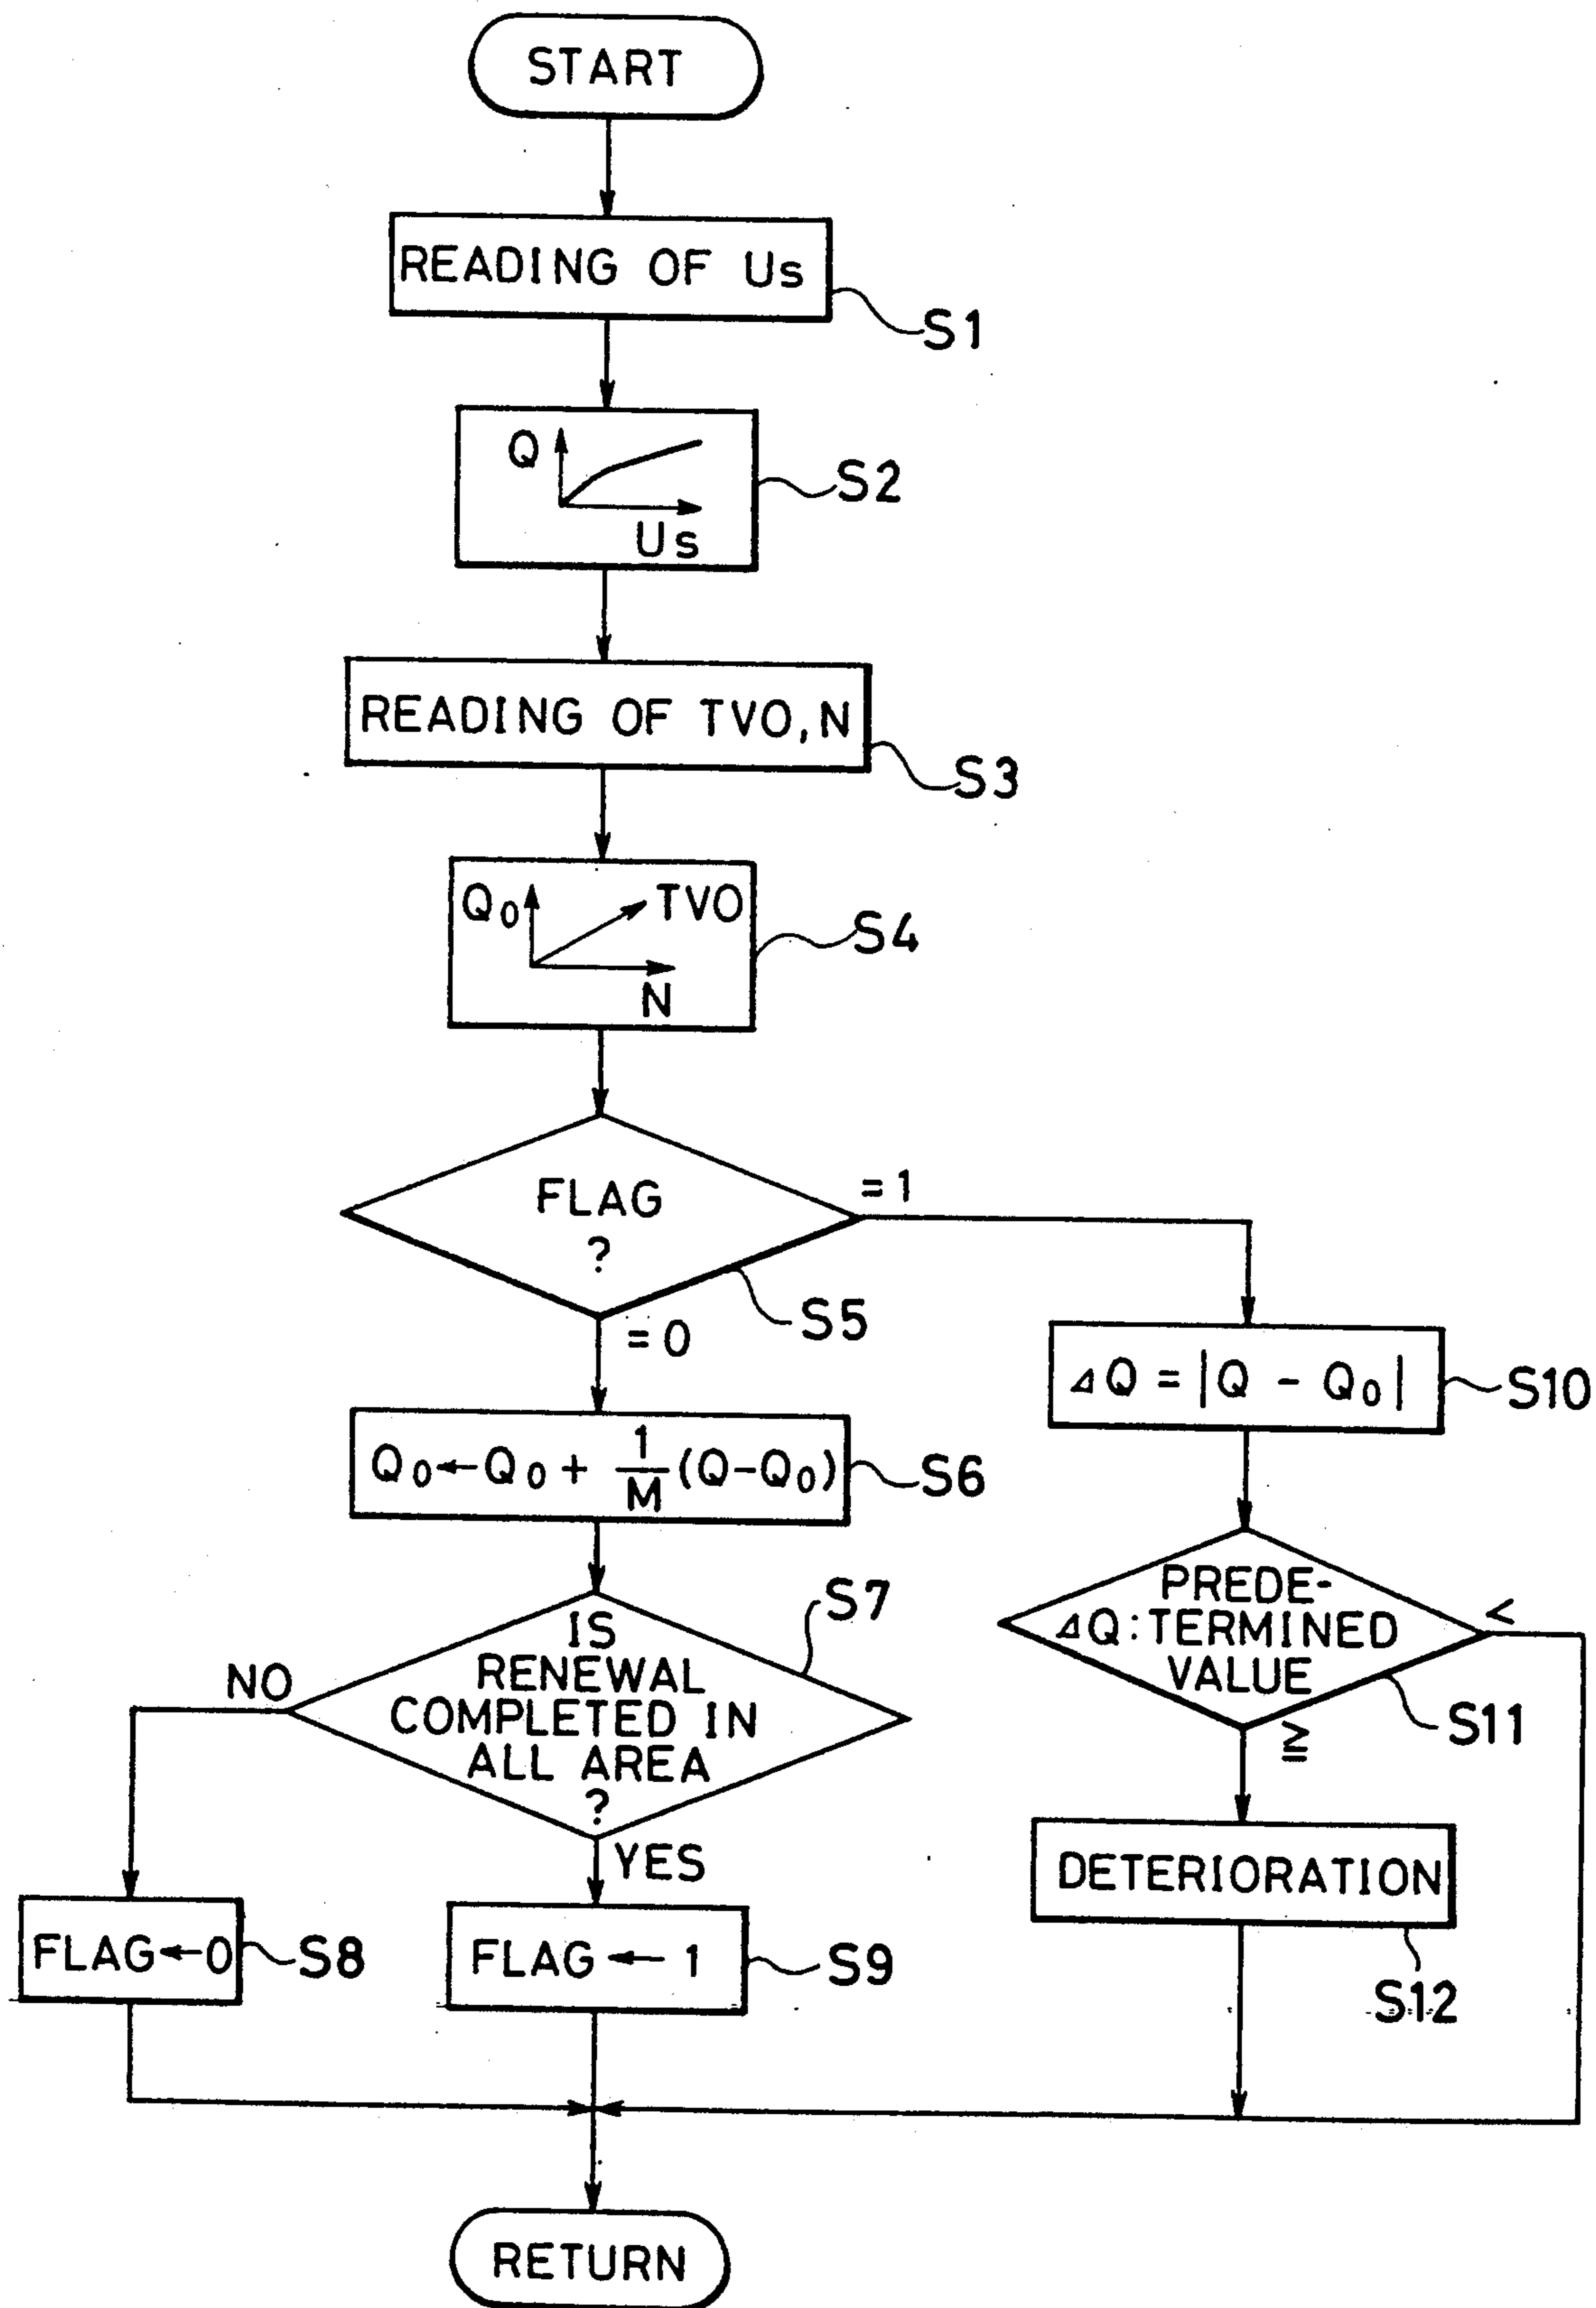 START
READING OF Us
S1
Q
Us
S2
READING OF TVO, N
S3
Q0
TVO
N
S4
FLAG
?
=1
S5
=0
Q0←Q0 + 1/M (Q-Q0)
S6
S7
IS
RENEWAL
COMPLETED IN
ALL AREA
?
NO
YES
FLAG←0
S8
FLAG ← 1
S9
⊿Q = |Q - Q0|
S10
PREDE-
⊿Q:TERMINED
VALUE
<
S11
≧
DETERIORATION
S12
RETURN